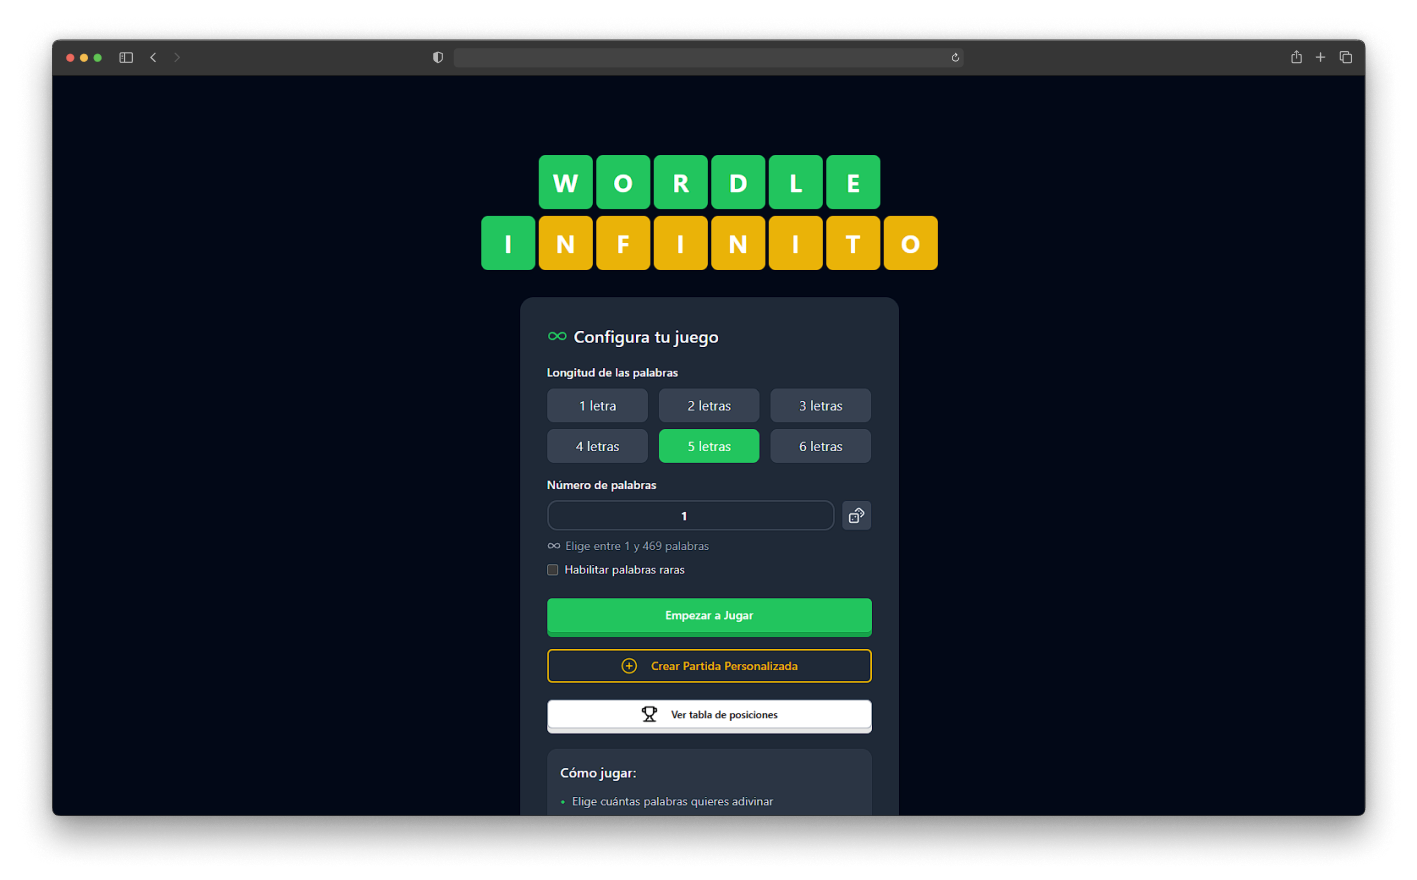 WORDLE
INFINITO
Configura tu juego
Longitud de las palabras
1 letra 2 letras 3 letras
4 letras 5 letras 6 letras
Número de palabras
1
Elige entre 1 y 469 palabras
Habilitar palabras raras
Empezar a Jugar
Crear Partida Personalizada
Ver tabla de posiciones
Cómo jugar:
• Elige cuántas palabras quieres adivinar